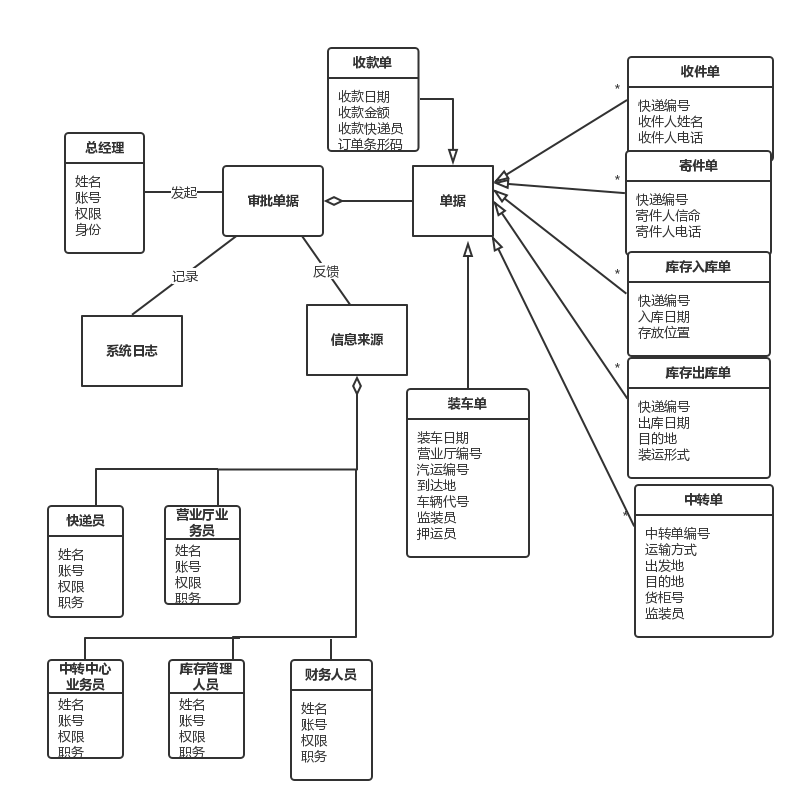 收款单
收款日期
收款金额
收款快递员
订单条形码
收件单
快递编号
收件人姓名
收件人电话
*
总经理
姓名
账号
权限
身份
发起
审批单据
单据
寄件单
快递编号
寄件人信命
寄件人电话
*
记录
反馈
库存入库单
快递编号
入库日期
存放位置
*
系统日志
信息来源
库存出库单
快递编号
出库日期
目的地
装运形式
*
装车单
装车日期
营业厅编号
汽运编号
到达地
车辆代号
监装员
押运员
中转单
中转单编号
运输方式
出发地
目的地
货柜号
监装员
*
快递员
姓名
账号
权限
职务
营业厅业
务员
姓名
账号
权限
职务
中转中心
业务员
姓名
账号
权限
职务
库存管理
人员
姓名
账号
权限
职务
财务人员
姓名
账号
权限
职务